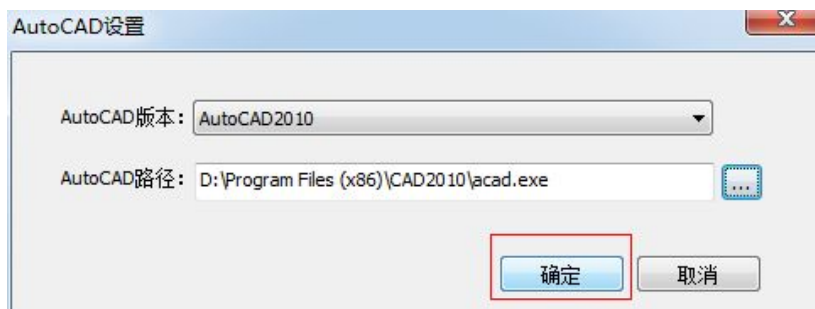 AutoCAD设置
AutoCAD版本: AutoCAD2010
AutoCAD路径: D:\Program Files (x86)\CAD2010\acad.exe ...
确定 取消